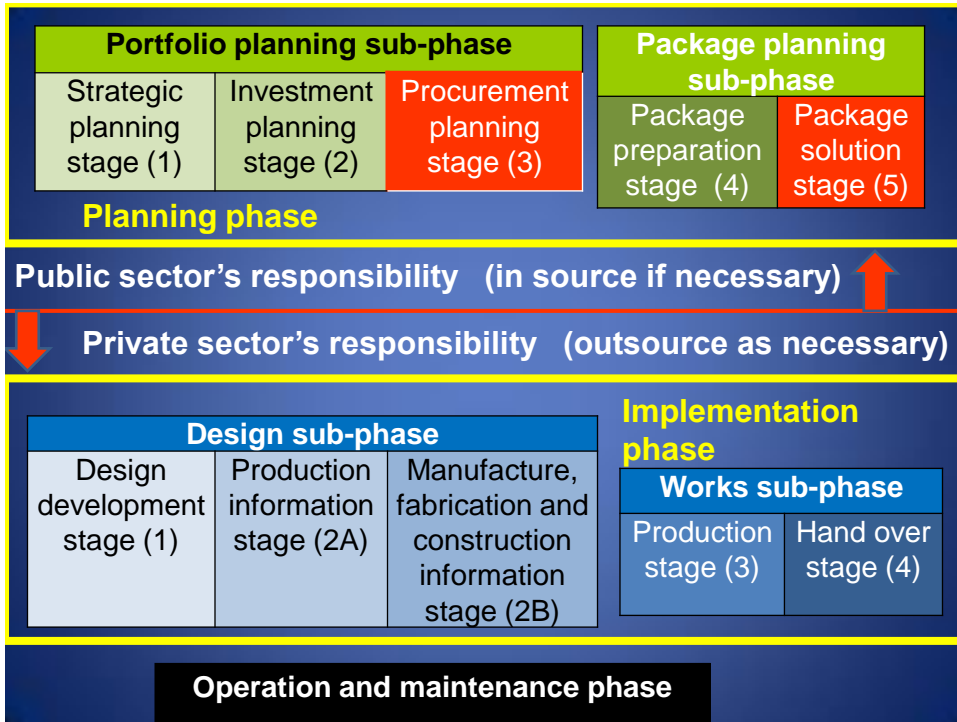 Portfolio planning sub-phase
Strategic
planning
stage (1)
Investment
planning
stage (2)
Procurement
planning
stage (3)
Package planning
sub-phase
Package
preparation
stage (4)
Package
solution
stage (5)
Planning phase
Public sector’s responsibility (in source if necessary)
Private sector’s responsibility (outsource as necessary)
Design sub-phase
Design
development
stage (1)
Production
information
stage (2A)
Manufacture,
fabrication and
construction
information
stage (2B)
Implementation
phase
Works sub-phase
Production
stage (3)
Hand over
stage (4)
Operation and maintenance phase